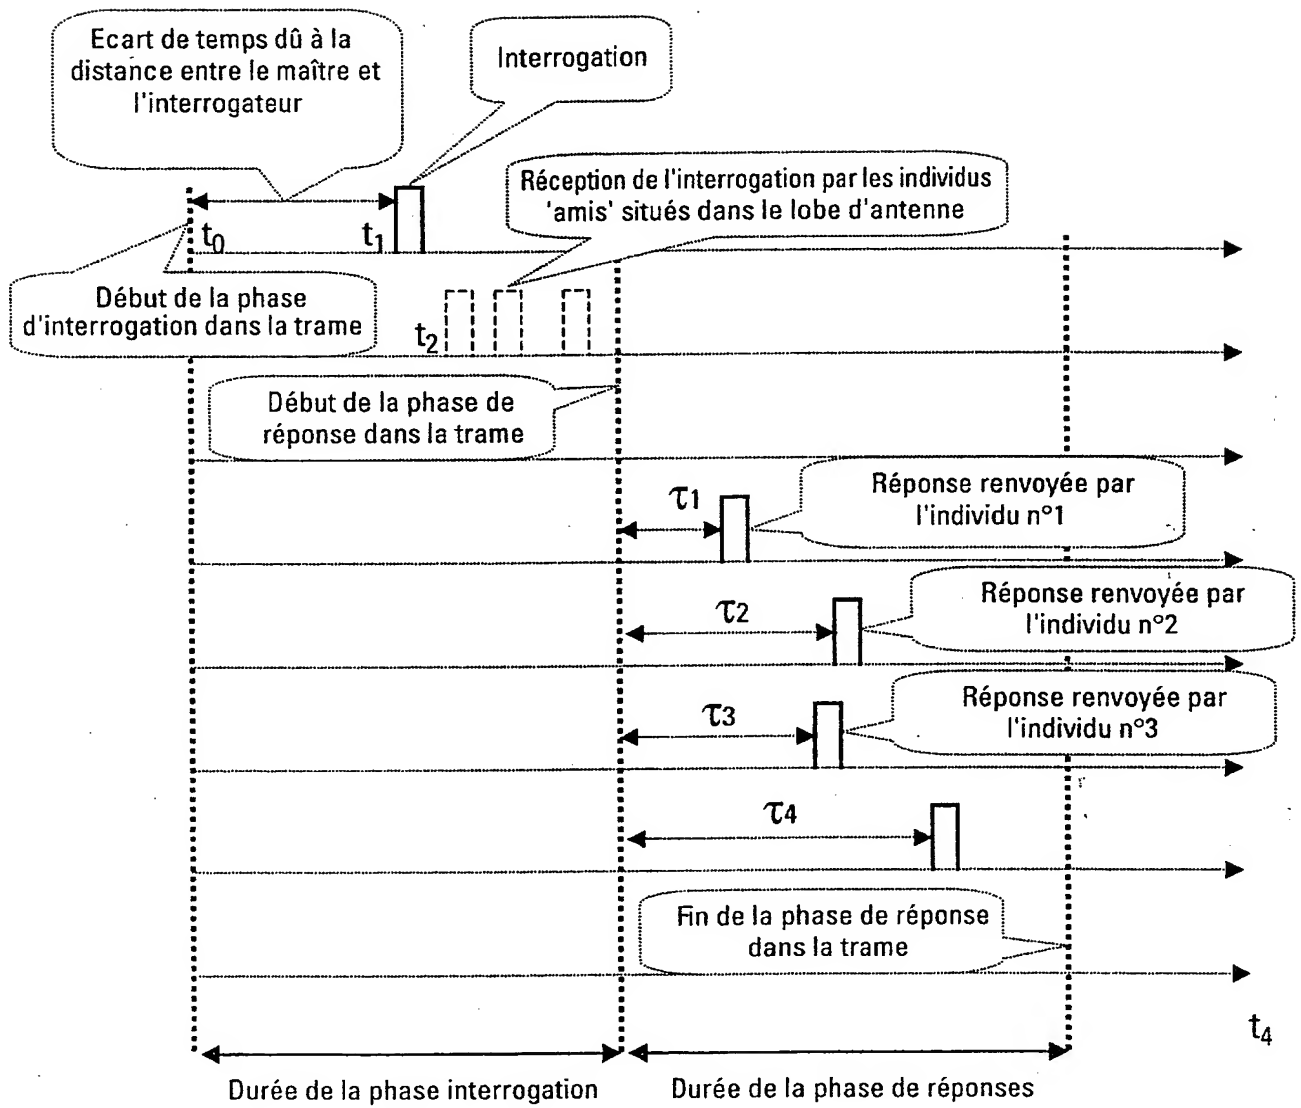 Ecart de temps dû à la
distance entre le maître et
l'interrogateur
Interrogation
Réception de l'interrogation par les individus
'amis' situés dans le lobe d'antenne
t0
t1
Début de la phase
d'interrogation dans la trame
t2
Début de la phase de
réponse dans la trame
τ1
Réponse renvoyée par
l'individu n°1
τ2
Réponse renvoyée par
l'individu n°2
τ3
Réponse renvoyée par
l'individu n°3
τ4
Fin de la phase de réponse
dans la trame
t4
Durée de la phase interrogation
Durée de la phase de réponses